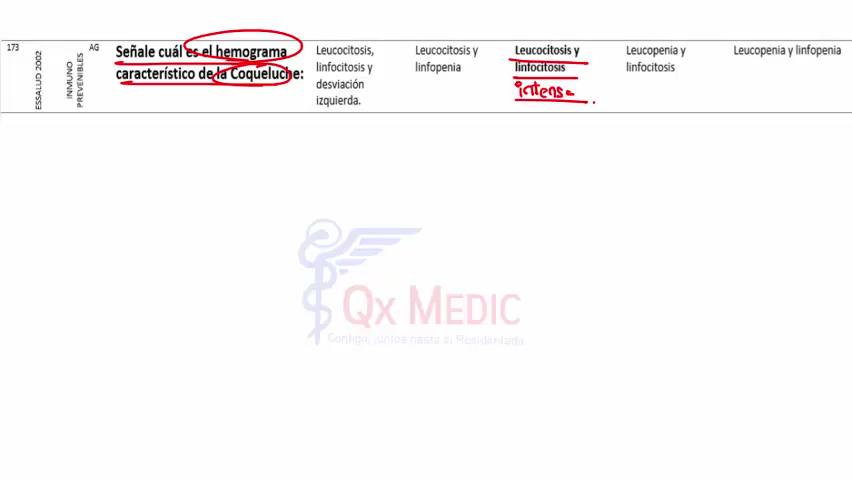 173
ESSALUD 2002
INMUNO
PREVENIBLES
AG
Señale cuál es el hemograma
característico de la Coqueluche:
Leucocitosis,
linfocitosis y
desviación
izquierda.
Leucocitosis y
linfopenia
Leucocitosis y
linfocitosis
intensa.
Leucopenia y
linfocitosis
Leucopenia y linfopenia
QX MEDIC
Contigo, juntos hasta tu Residentado